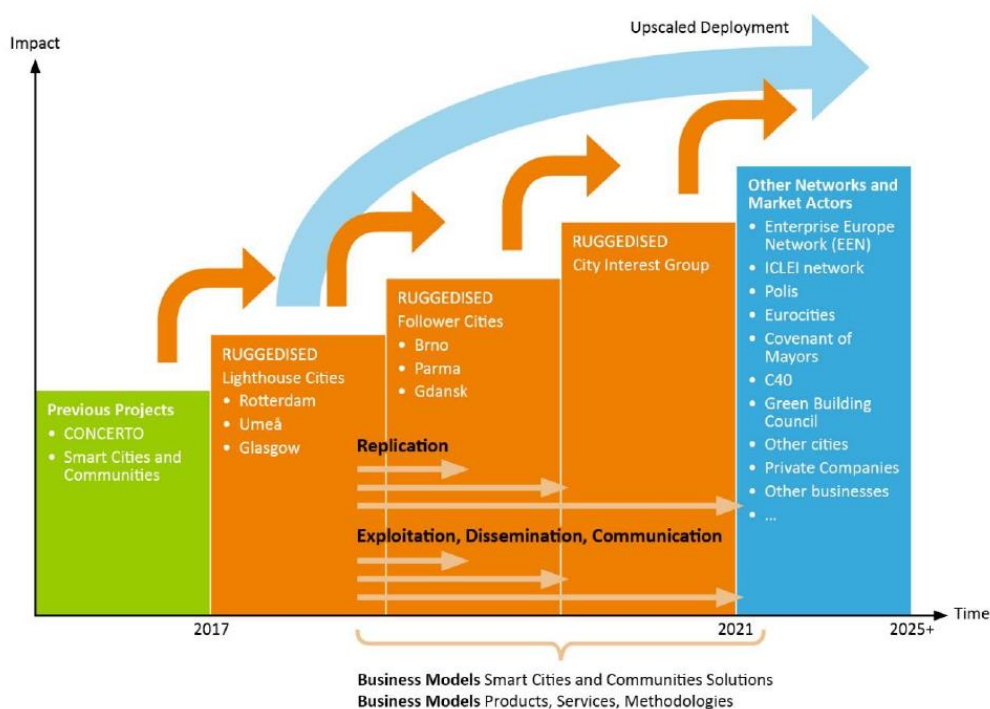 Impact
Upscaled Deployment
Previous Projects
• CONCERTO
• Smart Cities and
Communities
RUGGEDISED
Lighthouse Cities
• Rotterdam
• Umeå
• Glasgow
RUGGEDISED
Follower Cities
• Brno
• Parma
• Gdansk
RUGGEDISED
City Interest Group
Other Networks and
Market Actors
• Enterprise Europe
Network (EEN)
• ICLEI network
• Polis
• Eurocities
• Covenant of
Mayors
• C40
• Green Building
Council
• Other cities
• Private Companies
• Other businesses
• ...
Replication
Exploitation, Dissemination, Communication
2017
2021
2025+
Time
Business Models Smart Cities and Communities Solutions
Business Models Products, Services, Methodologies